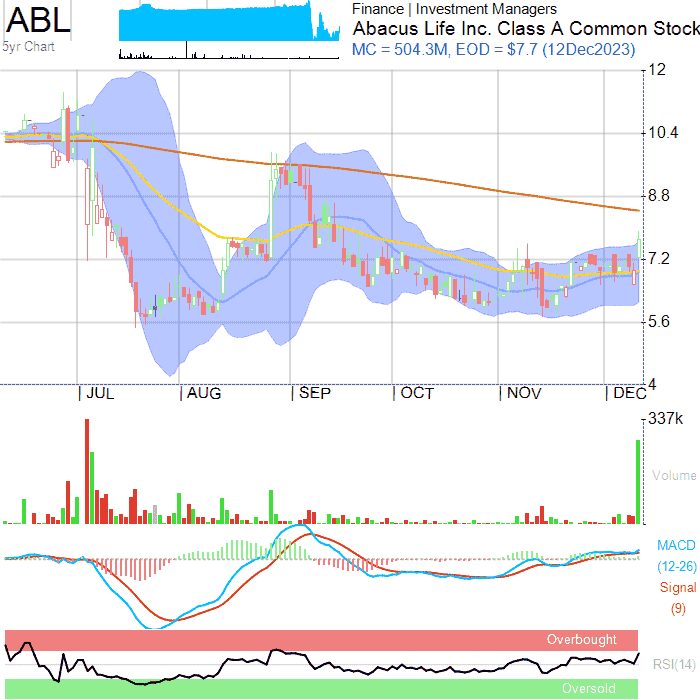 ABL
5yr Chart
Finance | Investment Managers
Abacus Life Inc. Class A Common Stock
MC = 504.3M, EOD = $7.7 (12Dec2023)
12
10.4
8.8
7.2
5.6
4
JUL
AUG
SEP
OCT
NOV
DEC
337k
Volume
MACD
(12-26)
Signal
(9)
Overbought
RSI(14)
Oversold